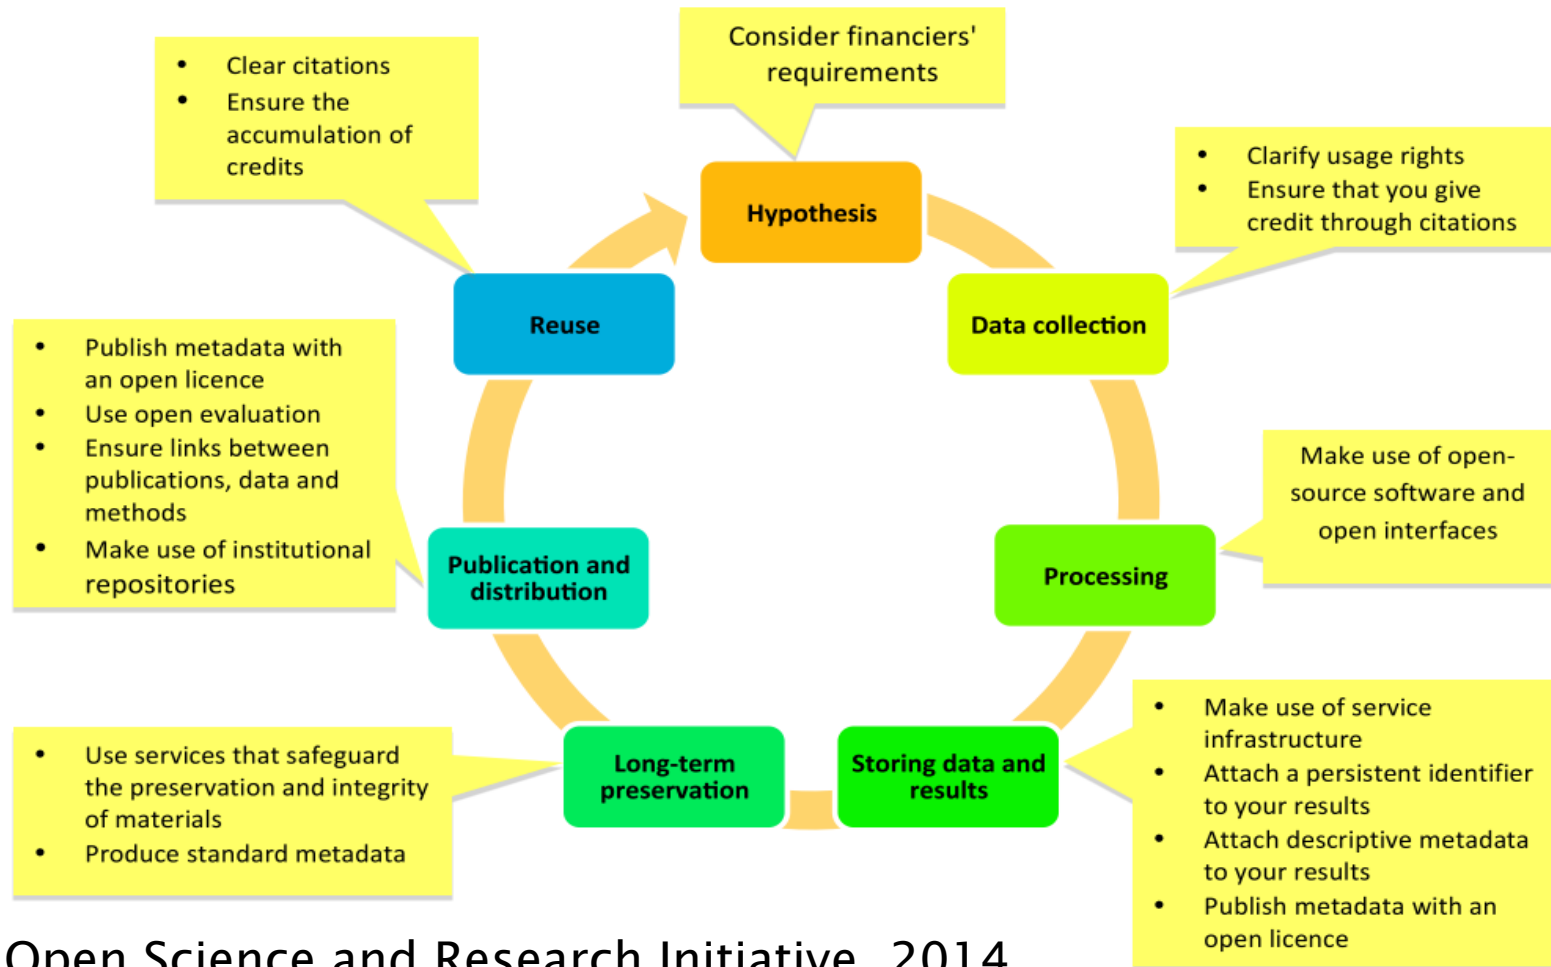 Consider financiers'
requirements
• Clear citations
• Ensure the
accumulation of
credits
• Clarify usage rights
• Ensure that you give
credit through citations
Hypothesis
Reuse
Data collection
• Publish metadata with
an open licence
• Use open evaluation
• Ensure links between
publications, data and
methods
• Make use of institutional
repositories
Make use of open-
source software and
open interfaces
Publication and
distribution
Processing
• Use services that safeguard
the preservation and integrity
of materials
• Produce standard metadata
Long-term
preservation
Storing data and
results
• Make use of service
infrastructure
• Attach a persistent identifier
to your results
• Attach descriptive metadata
to your results
• Publish metadata with an
open licence
Open Science and Research Initiative, 2014